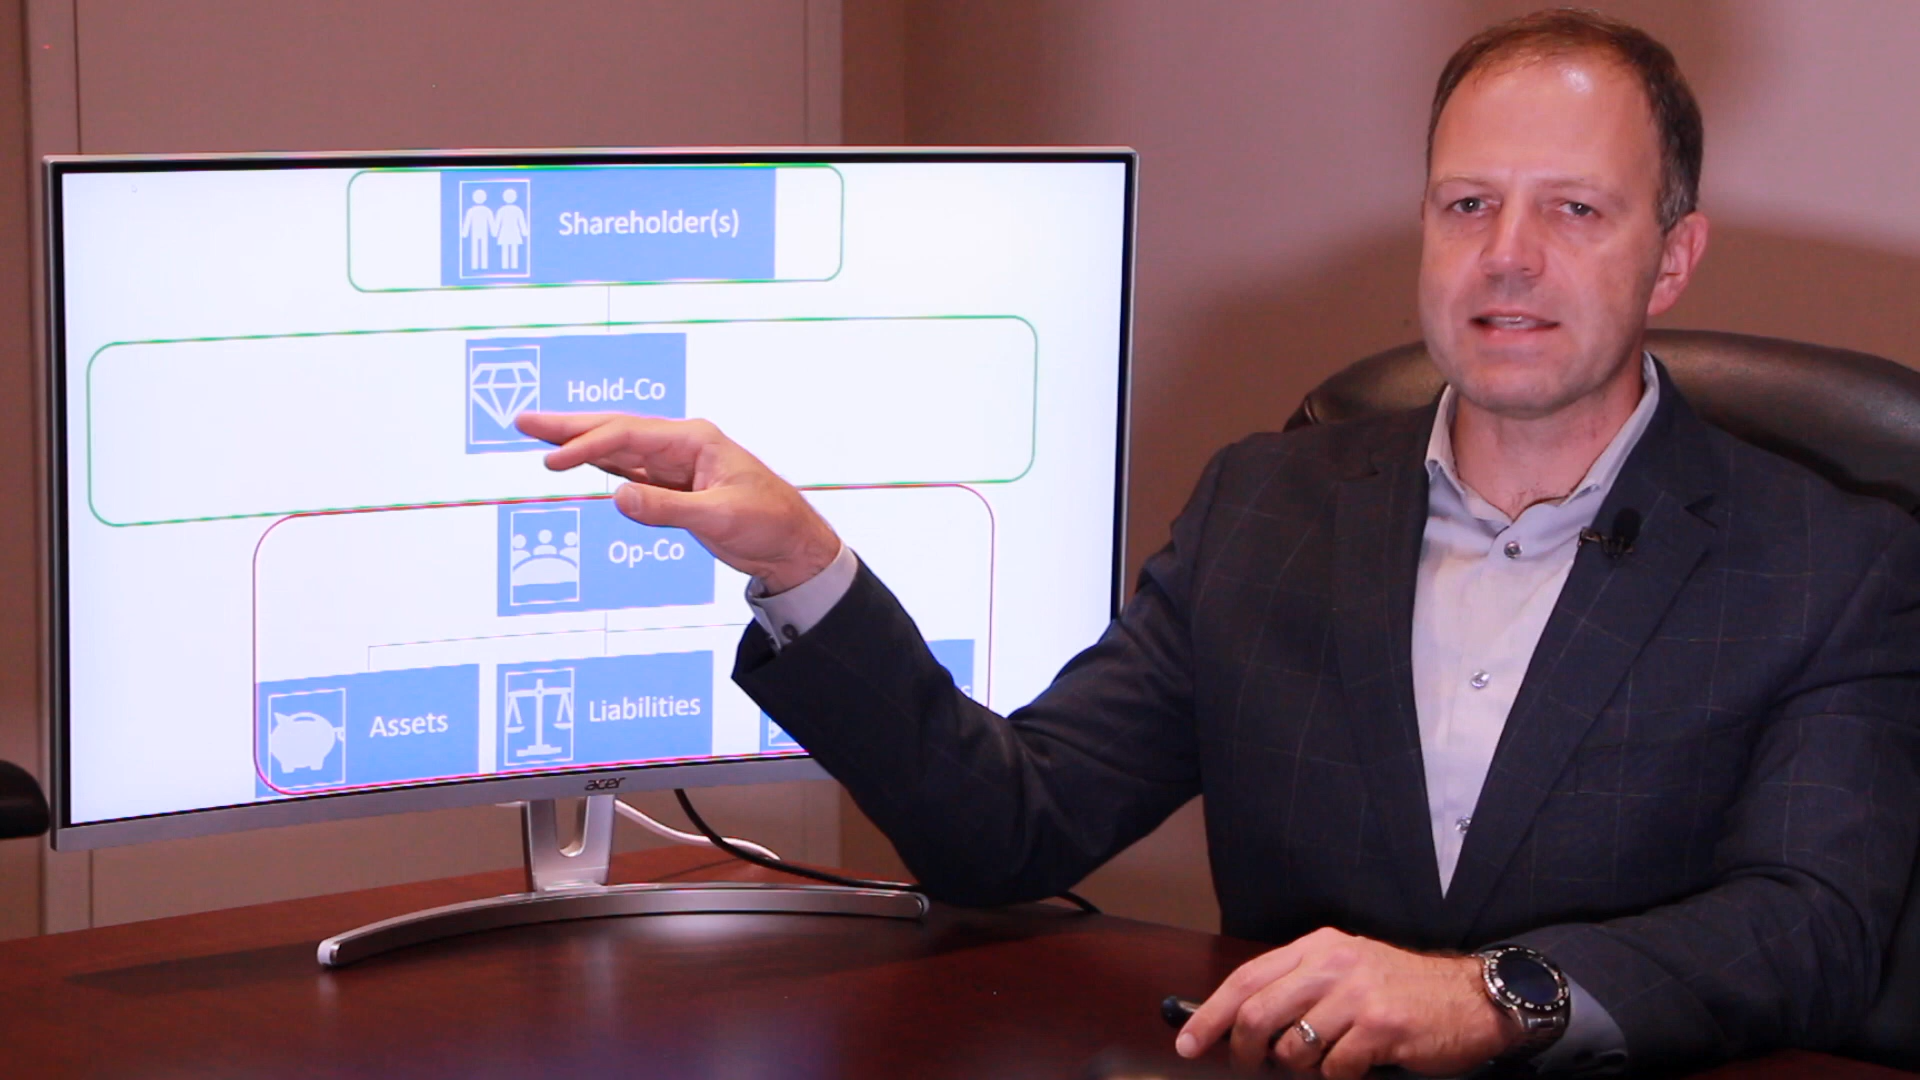 Shareholder(s)
Hold-Co
Op-Co
Assets
Liabilities
acer